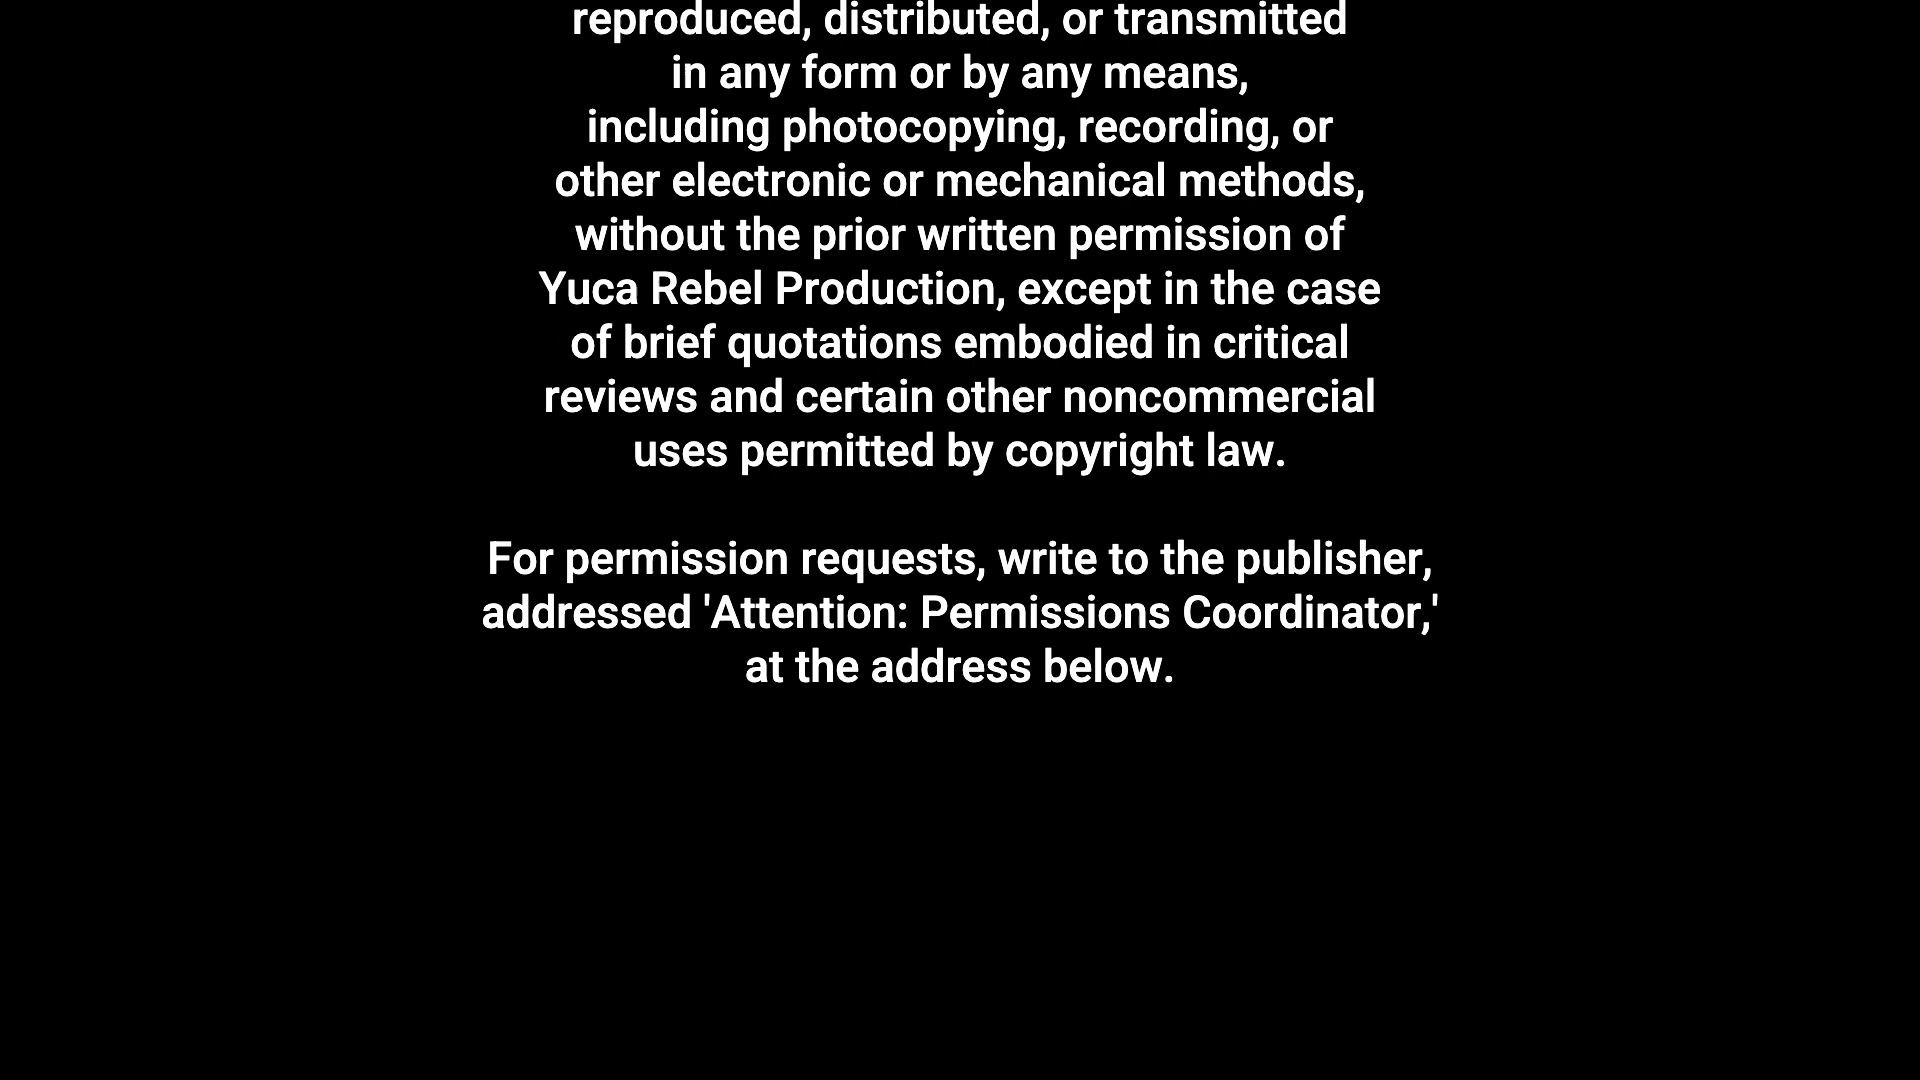 reproduced, distributed, or transmitted
in any form or by any means,
including photocopying, recording, or
other electronic or mechanical methods,
without the prior written permission of
Yuca Rebel Production, except in the case
of brief quotations embodied in critical
reviews and certain other noncommercial
uses permitted by copyright law.
For permission requests, write to the publisher,
addressed 'Attention: Permissions Coordinator,'
at the address below.